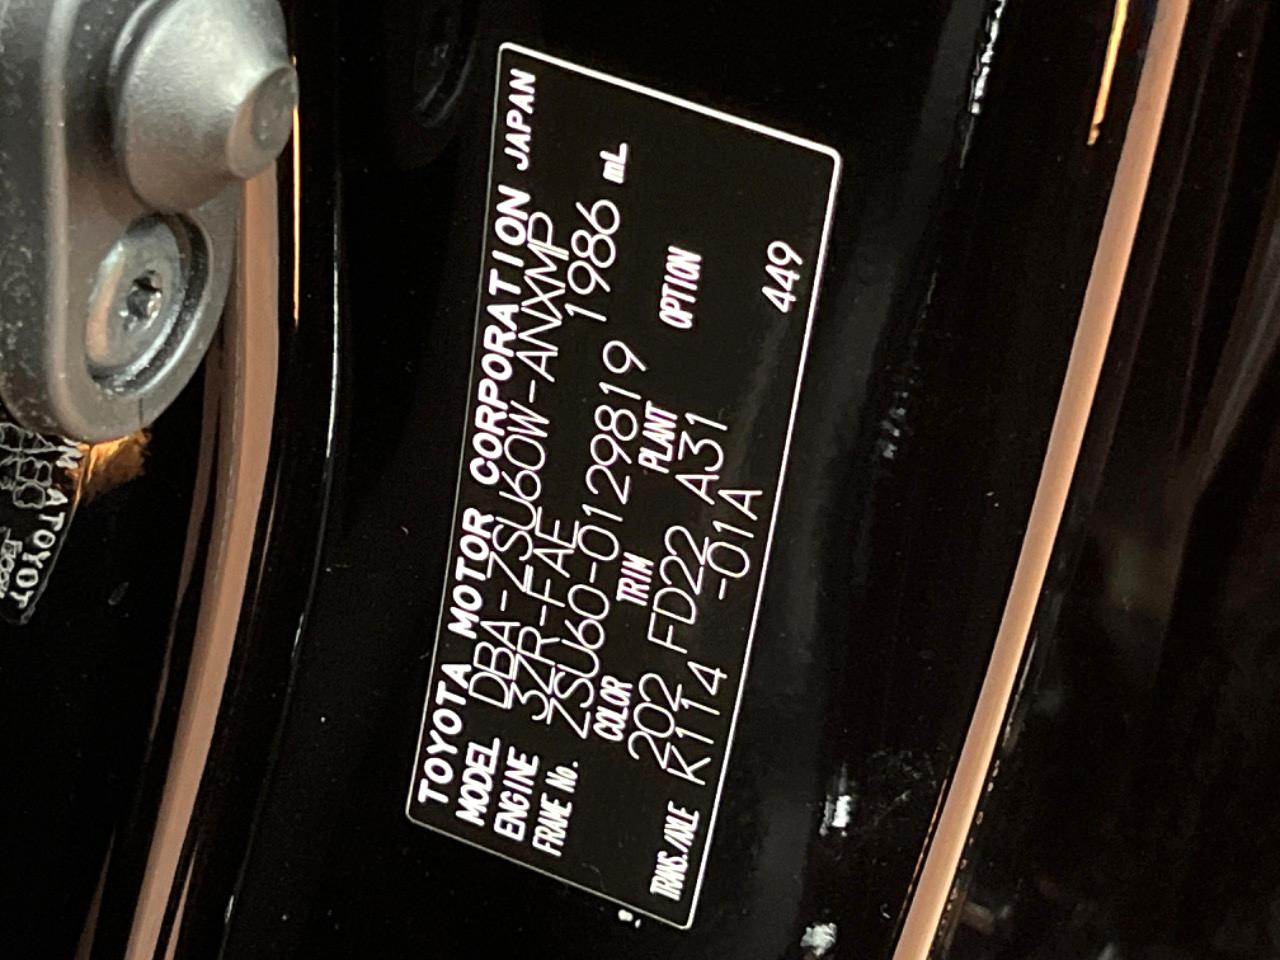 TOYOTA MOTOR CORPORATION JAPAN
MODEL DBA-ZSU60W-ANXMP
ENGINE 3ZR-FAE 1986 mL
FRAME No. ZSU60-0129819
COLOR TRIM PLANT OPTION
202 FD22 A31
TRANS./AXLE K114 -01A 449
ATOYOT